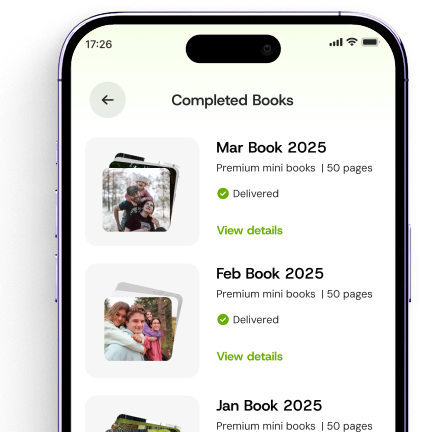 17:26
Completed Books
Mar Book 2025
Premium mini books | 50 pages
Delivered
View details
Feb Book 2025
Premium mini books | 50 pages
Delivered
View details
Jan Book 2025
Premium mini books | 50 pages